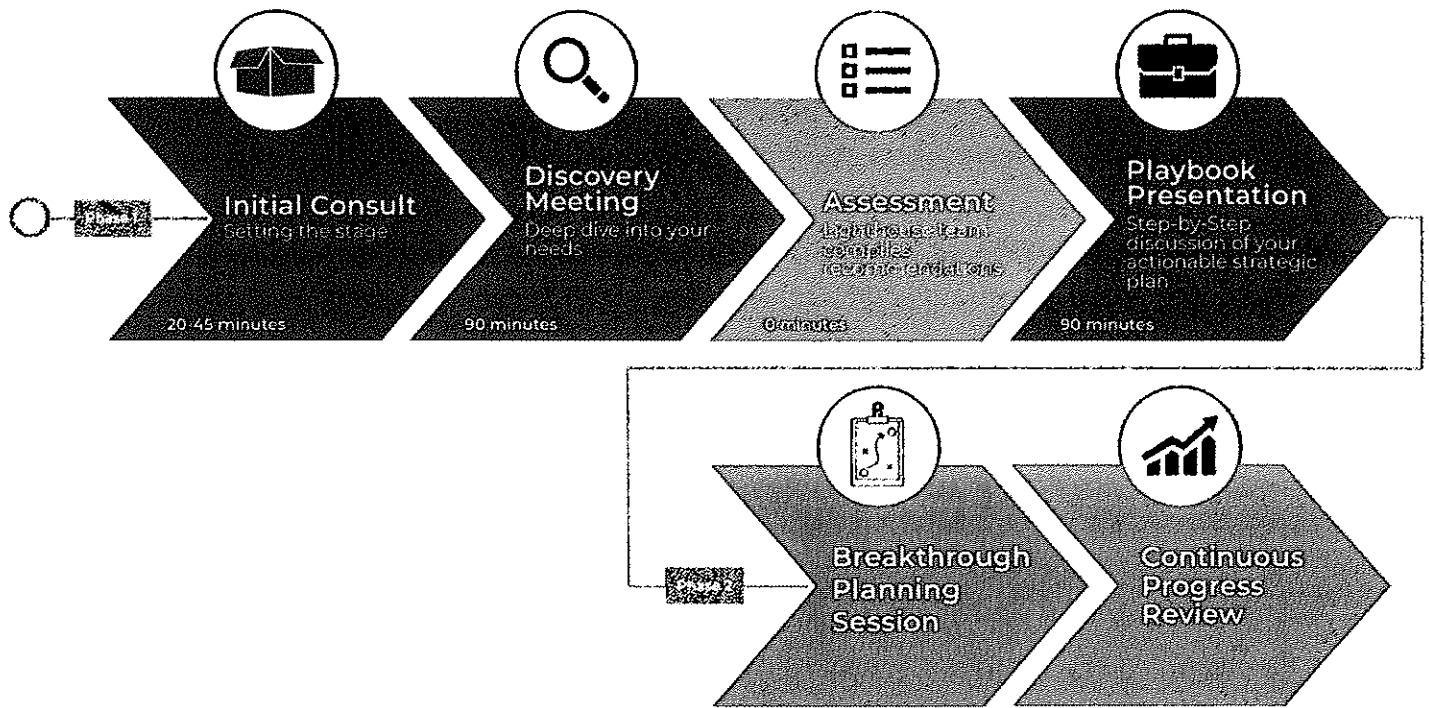 Phase 1
Initial Consult
Setting the stage
20-45 minutes
Discovery
Meeting
Deep dive into your
needs
90 minutes
Assessment
Lighthouse team
compiles
recommendations
0 minutes
Playbook
Presentation
Step-by-Step
discussion of your
actionable strategic
plan
90 minutes
Phase 2
Breakthrough
Planning
Session
Continuous
Progress
Review